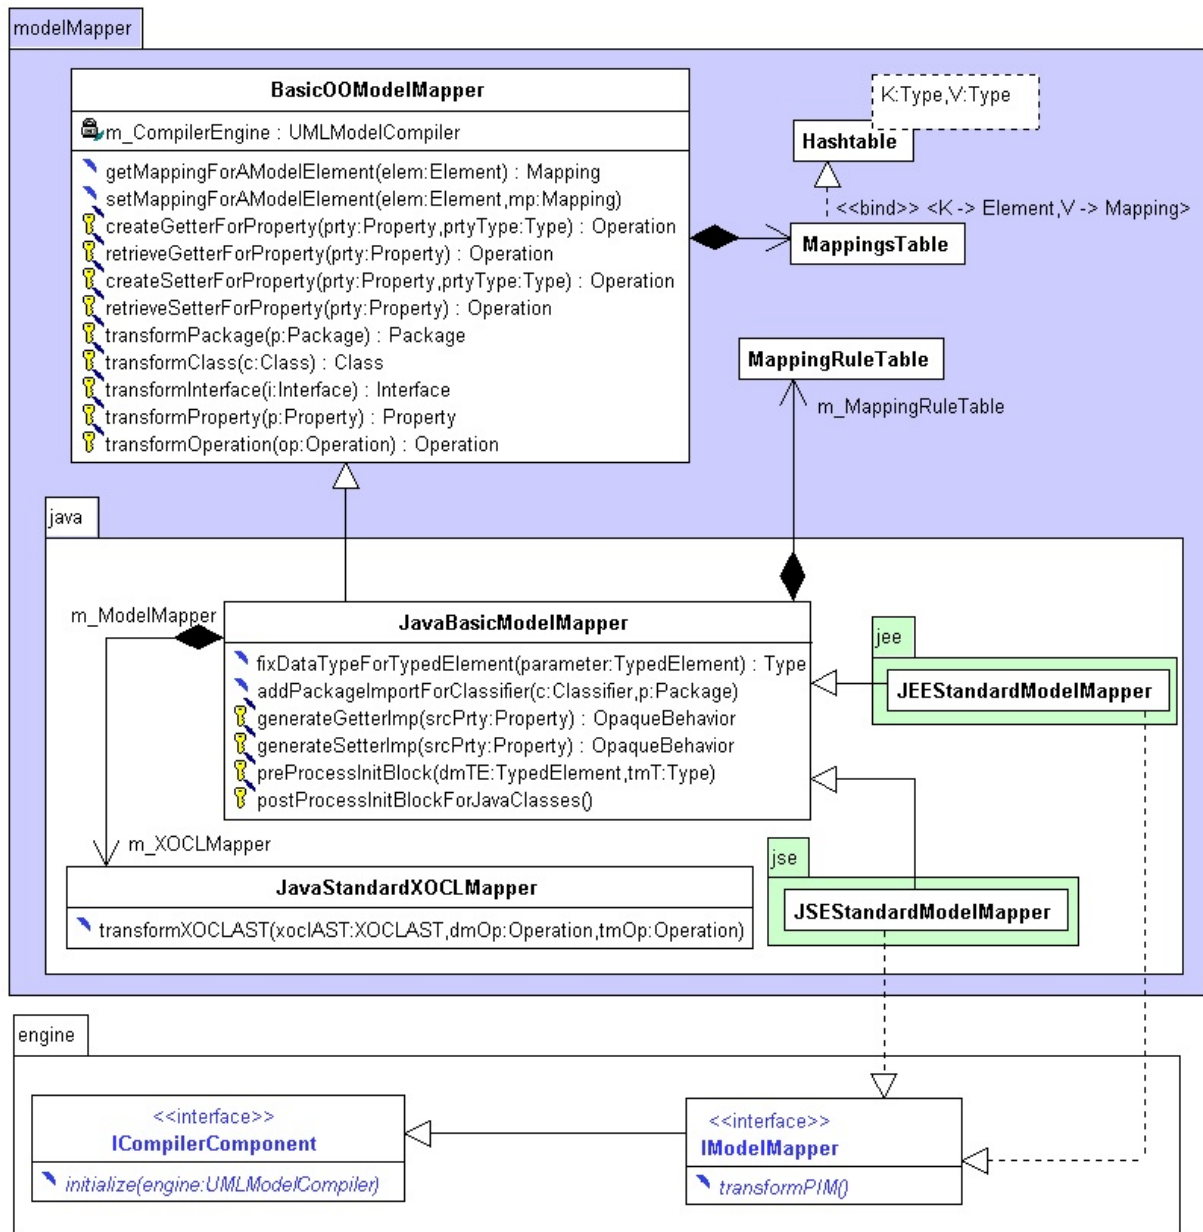 modelMapper
BasicOOModelMapper
m_CompilerEngine : UMLModelCompiler
getMappingForAModelElement(elem:Element) : Mapping
setMappingForAModelElement(elem:Element,mp:Mapping)
createGetterForProperty(prty:Property,prtyType:Type) : Operation
retrieveGetterForProperty(prty:Property) : Operation
createSetterForProperty(prty:Property,prtyType:Type) : Operation
retrieveSetterForProperty(prty:Property) : Operation
transformPackage(p:Package) : Package
transformClass(c:Class) : Class
transformInterface(i:Interface) : Interface
transformProperty(p:Property) : Property
transformOperation(op:Operation) : Operation
K:Type,V:Type
Hashtable
<<bind>> <K -> Element,V -> Mapping>
MappingsTable
MappingRuleTable
m_MappingRuleTable
java
m_ModelMapper
JavaBasicModelMapper
fixDataTypeForTypedElement(parameter:TypedElement) : Type
addPackageImportForClassifier(c:Classifier,p:Package)
generateGetterImp(srcPrty:Property) : OpaqueBehavior
generateSetterImp(srcPrty:Property) : OpaqueBehavior
preProcessInitBlock(dmTE:TypedElement,tmT:Type)
postProcessInitBlockForJavaClasses()
jee
JEEStandardModelMapper
m_XOCLMapper
JavaStandardXOCLMapper
transformXOCLAST(xoclAST:XOCLAST,dmOp:Operation,tmOp:Operation)
jse
JSEStandardModelMapper
engine
<<interface>>
ICompilerComponent
initialize(engine:UMLModelCompiler)
<<interface>>
IModelMapper
transformPIM()